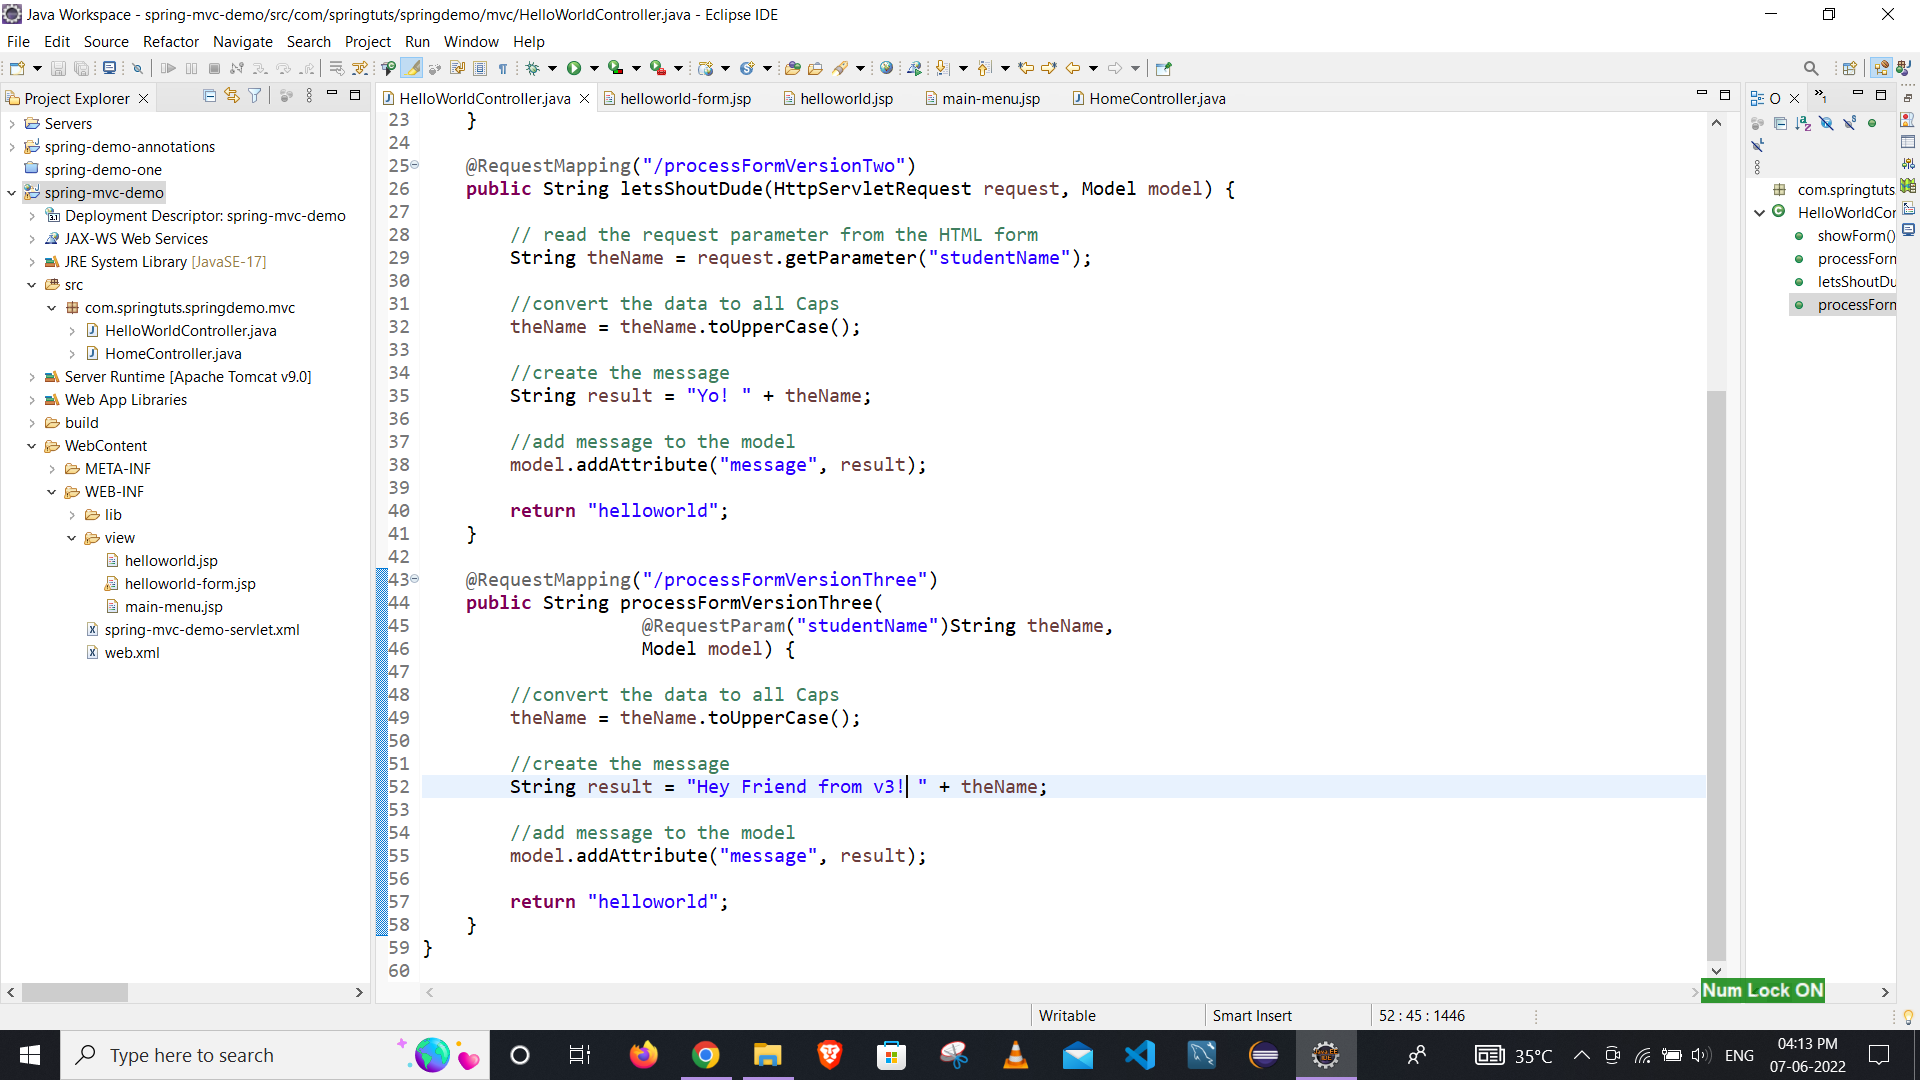 Java Workspace - spring-mvc-demo/src/com/springtuts/springdemo/mvc/HelloWorldController.java - Eclipse IDE
File Edit Source Refactor Navigate Search Project Run Window Help
Project Explorer
HelloWorldController.java helloworld-form.jsp helloworld.jsp main-menu.jsp HomeController.java
Servers
spring-demo-annotations
spring-demo-one
spring-mvc-demo
Deployment Descriptor: spring-mvc-demo
JAX-WS Web Services
JRE System Library [JavaSE-17]
src
com.springtuts.springdemo.mvc
HelloWorldController.java
HomeController.java
Server Runtime [Apache Tomcat v9.0]
Web App Libraries
build
WebContent
META-INF
WEB-INF
lib
view
helloworld.jsp
helloworld-form.jsp
main-menu.jsp
spring-mvc-demo-servlet.xml
web.xml
23 }
24
25 @RequestMapping("/processFormVersionTwo")
26 public String letsShoutDude(HttpServletRequest request, Model model) {
27
28 // read the request parameter from the HTML form
29 String theName = request.getParameter("studentName");
30
31 //convert the data to all Caps
32 theName = theName.toUpperCase();
33
34 //create the message
35 String result = "Yo! " + theName;
36
37 //add message to the model
38 model.addAttribute("message", result);
39
40 return "helloworld";
41 }
42
43 @RequestMapping("/processFormVersionThree")
44 public String processFormVersionThree(
45 @RequestParam("studentName")String theName,
46 Model model) {
47
48 //convert the data to all Caps
49 theName = theName.toUpperCase();
50
51 //create the message
52 String result = "Hey Friend from v3! " + theName;
53
54 //add message to the model
55 model.addAttribute("message", result);
56
57 return "helloworld";
58 }
59 }
60
O
1
com.springtuts
HelloWorldCor
showForm()
processForm
letsShoutDu
processForm
Num Lock ON
Writable Smart Insert 52 : 45 : 1446
Type here to search
35°C ENG
04:13 PM
07-06-2022